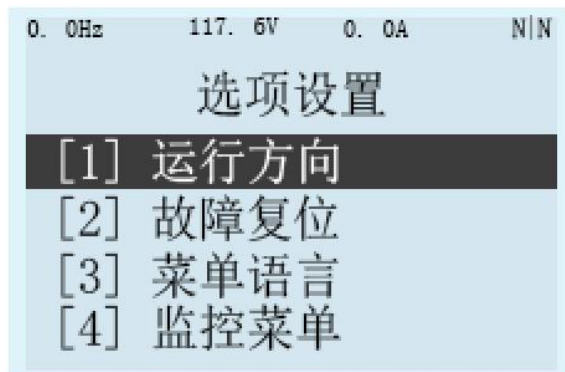 0. 0Hz 117. 6V 0. 0A N|N
选项设置
[1] 运行方向
[2] 故障复位
[3] 菜单语言
[4] 监控菜单